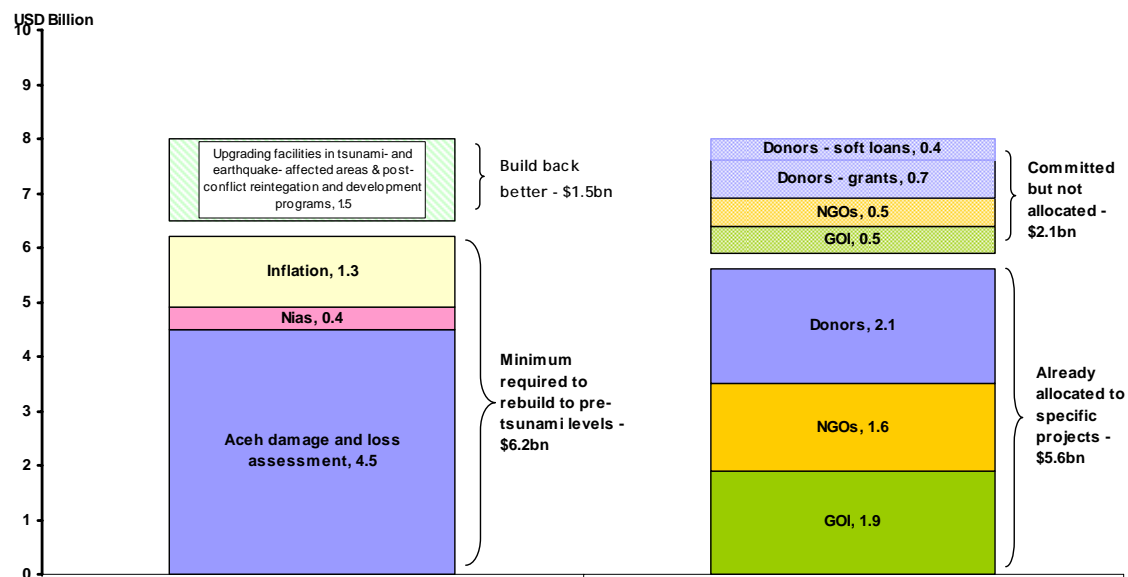 USD Billion
10
9
8
7
6
5
4
3
2
1
0
Upgrading facilities in tsunami- and
earthquake- affected areas & post-
conflict reintegation and development
programs, 1.5
Build back
better - $1.5bn
Inflation, 1.3
Nias, 0.4
Aceh damage and loss
assessment, 4.5
Minimum
required to
rebuild to pre-
tsunami levels -
$6.2bn
Donors - soft loans, 0.4
Donors - grants, 0.7
NGOs, 0.5
GOI, 0.5
Committed
but not
allocated -
$2.1bn
Donors, 2.1
NGOs, 1.6
GOI, 1.9
Already
allocated to
specific
projects -
$5.6bn